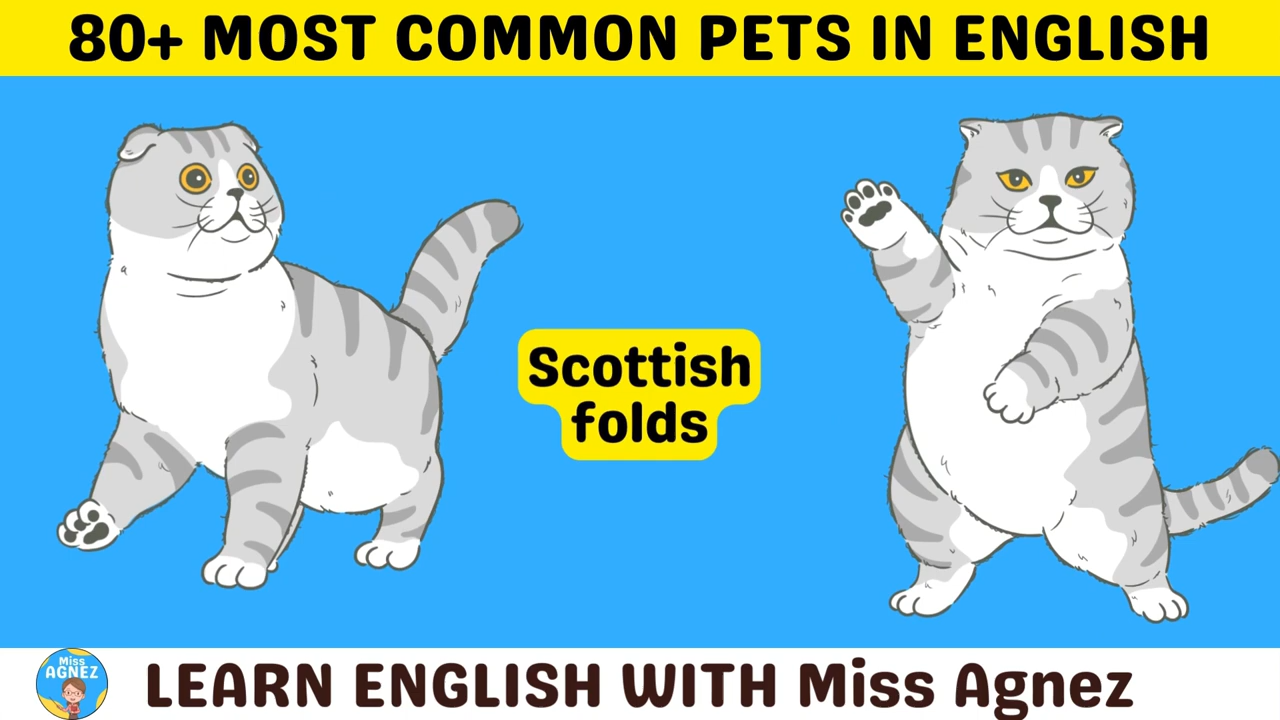 80+ MOST COMMON PETS IN ENGLISH
Scottish
folds
Miss
AGNEZ
LEARN ENGLISH WITH Miss Agnez